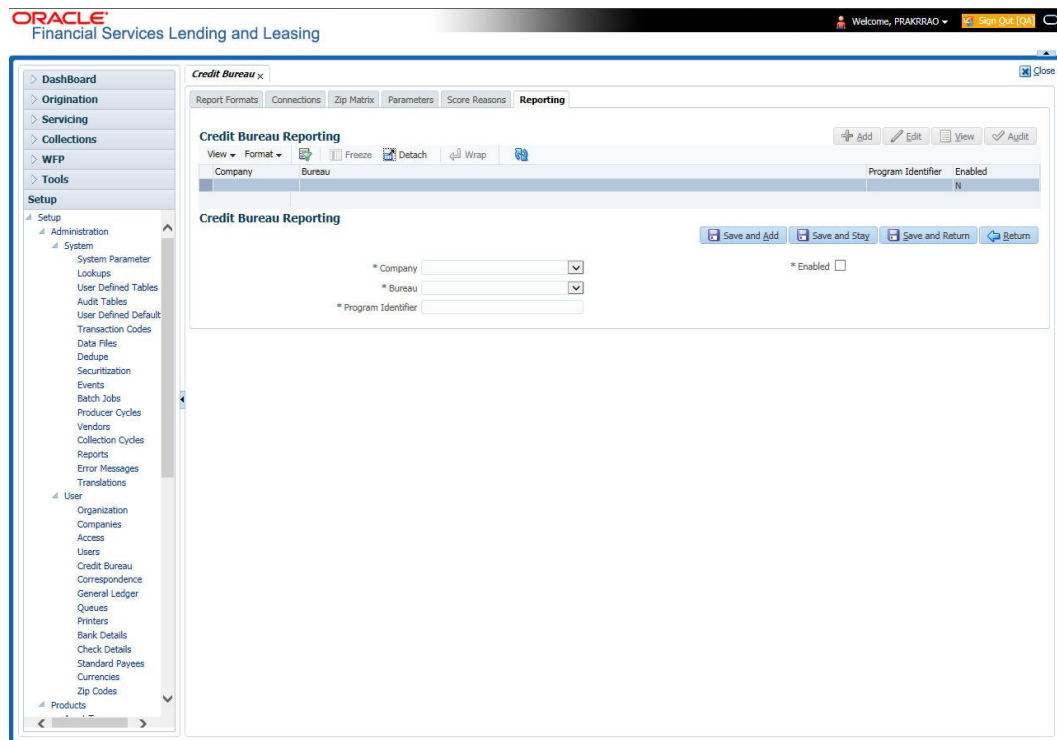 ORACLE
Financial Services Lending and Leasing
Welcome, PRAKRRAO
Sign Out [QA]
DashBoard
Origination
Servicing
Collections
WFP
Tools
Setup
Setup
Administration
System
System Parameter
Lookups
User Defined Tables
Audit Tables
User Defined Default
Transaction Codes
Data Files
Dedupe
Securitization
Events
Batch Jobs
Producer Cycles
Vendors
Collection Cycles
Reports
Error Messages
Translations
User
Organization
Companies
Access
Users
Credit Bureau
Correspondence
General Ledger
Queues
Printers
Bank Details
Check Details
Standard Payees
Currencies
Zip Codes
Products
Credit Bureau x
Close
Report Formats Connections Zip Matrix Parameters Score Reasons Reporting
Credit Bureau Reporting
Add Edit View Audit
View Format Freeze Detach Wrap
Company Bureau Program Identifier Enabled
N
Credit Bureau Reporting
Save and Add Save and Stay Save and Return Return
* Company
* Enabled
* Bureau
* Program Identifier